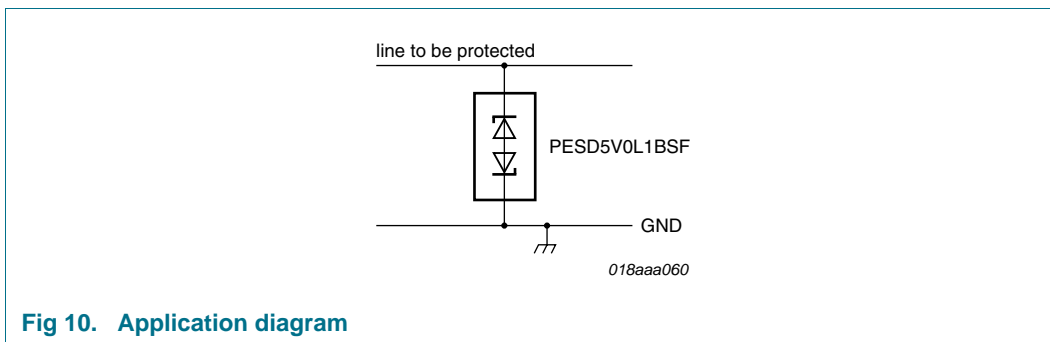 line to be protected
PESD5V0L1BSF
GND
018aaa060
Fig 10. Application diagram